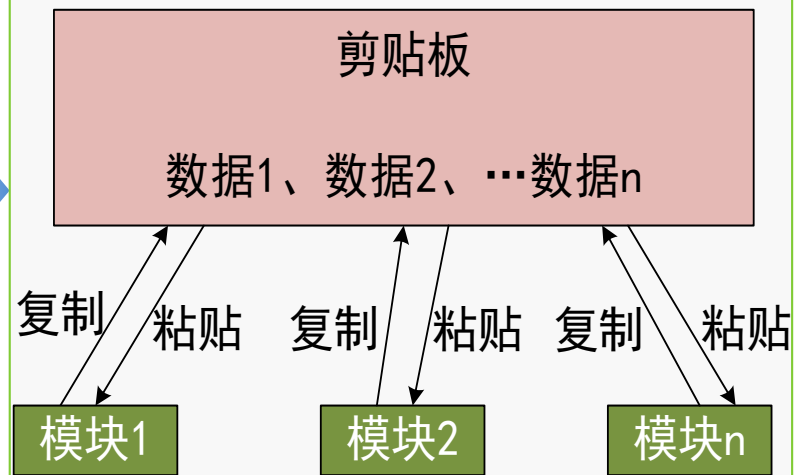 剪贴板
数据1、数据2、…数据n
复制 粘贴 复制 粘贴 复制 粘贴
模块1 模块2 模块n